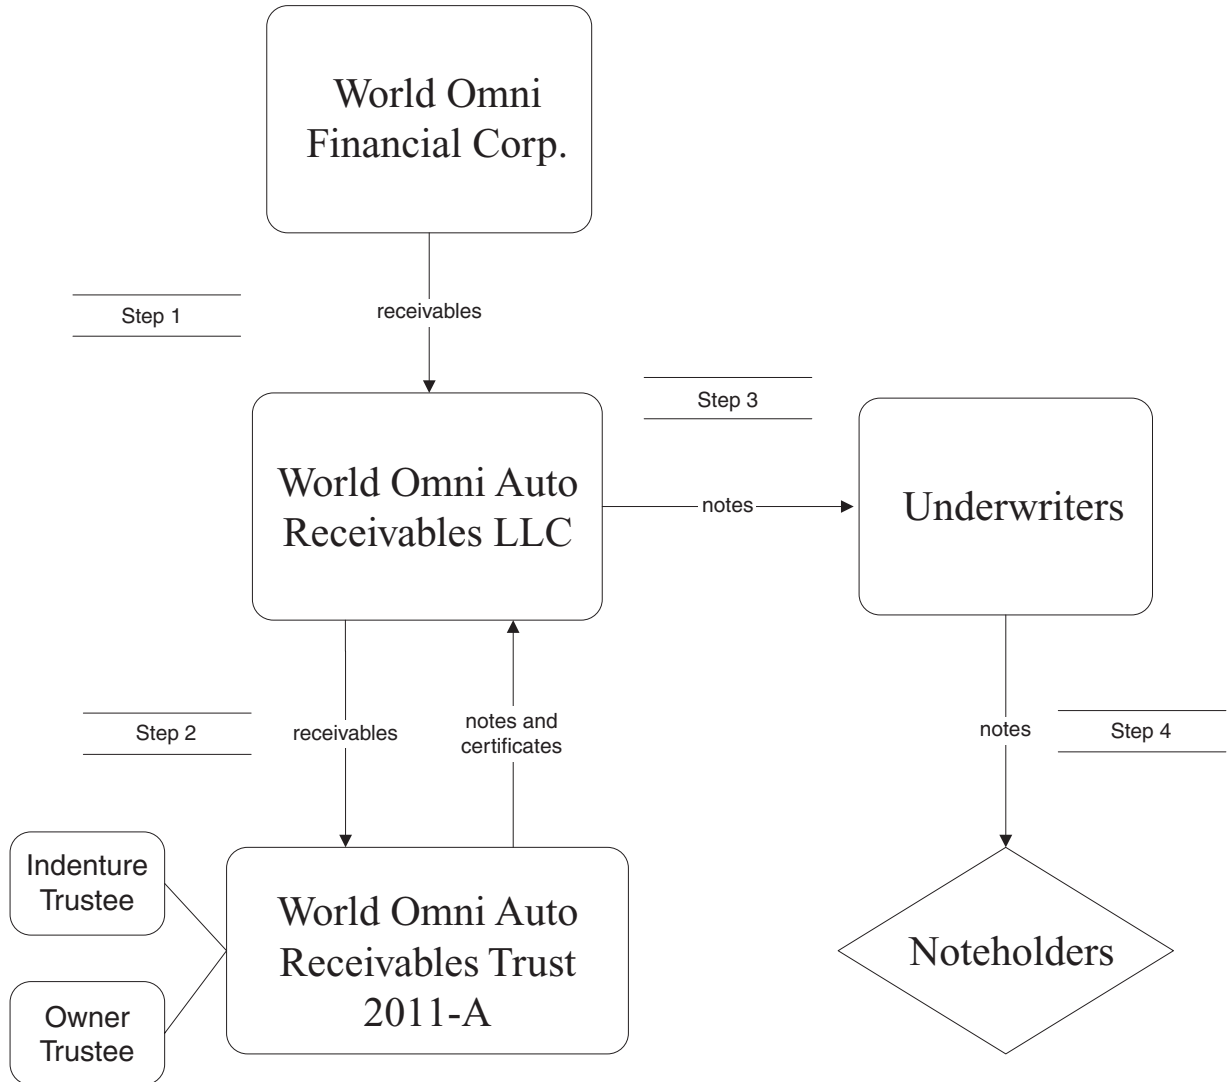 World Omni
Financial Corp.
Step 1
receivables
Step 3
World Omni Auto
Receivables LLC
notes
Underwriters
Step 2
receivables
notes and
certificates
notes
Step 4
Indenture
Trustee
Owner
Trustee
World Omni Auto
Receivables Trust
2011-A
Noteholders